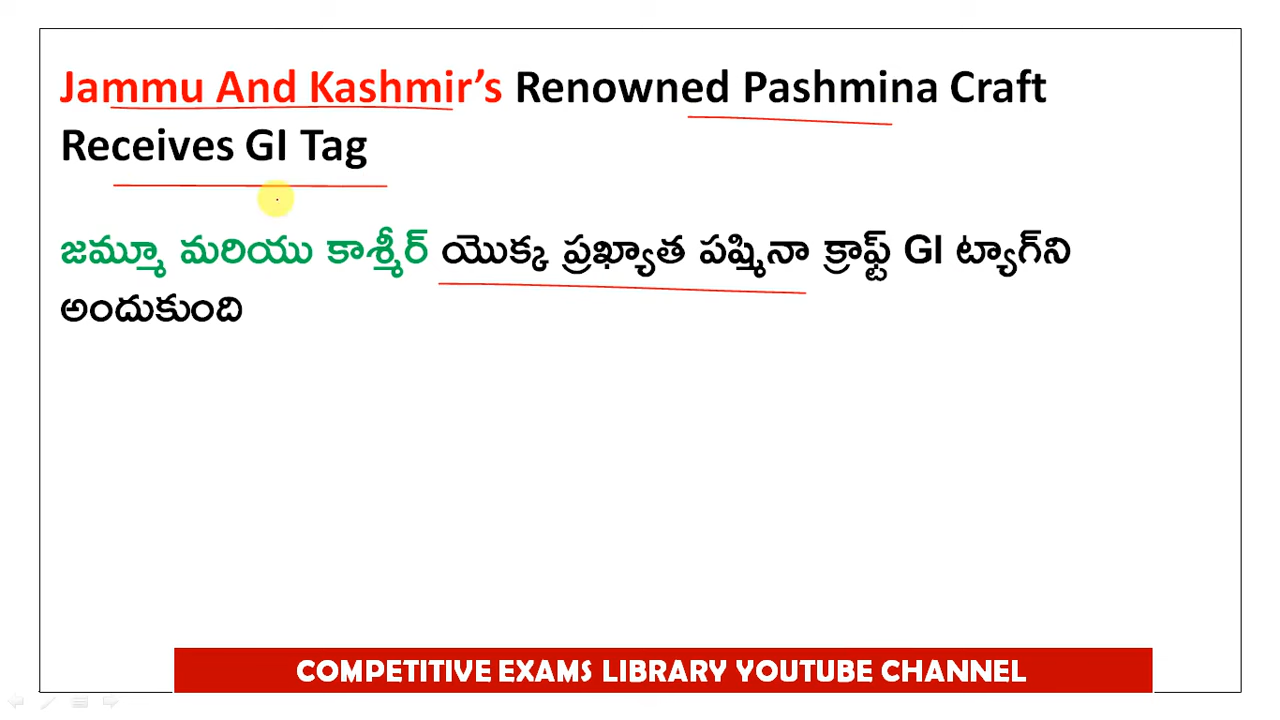 Jammu And Kashmir’s Renowned Pashmina Craft
Receives GI Tag
జమ్మూ మరియు కాశ్మీర్ యొక్క ప్రఖ్యాత పష్మినా క్రాఫ్ట్ GI ట్యాగ్‌ని
అందుకుంది
COMPETITIVE EXAMS LIBRARY YOUTUBE CHANNEL